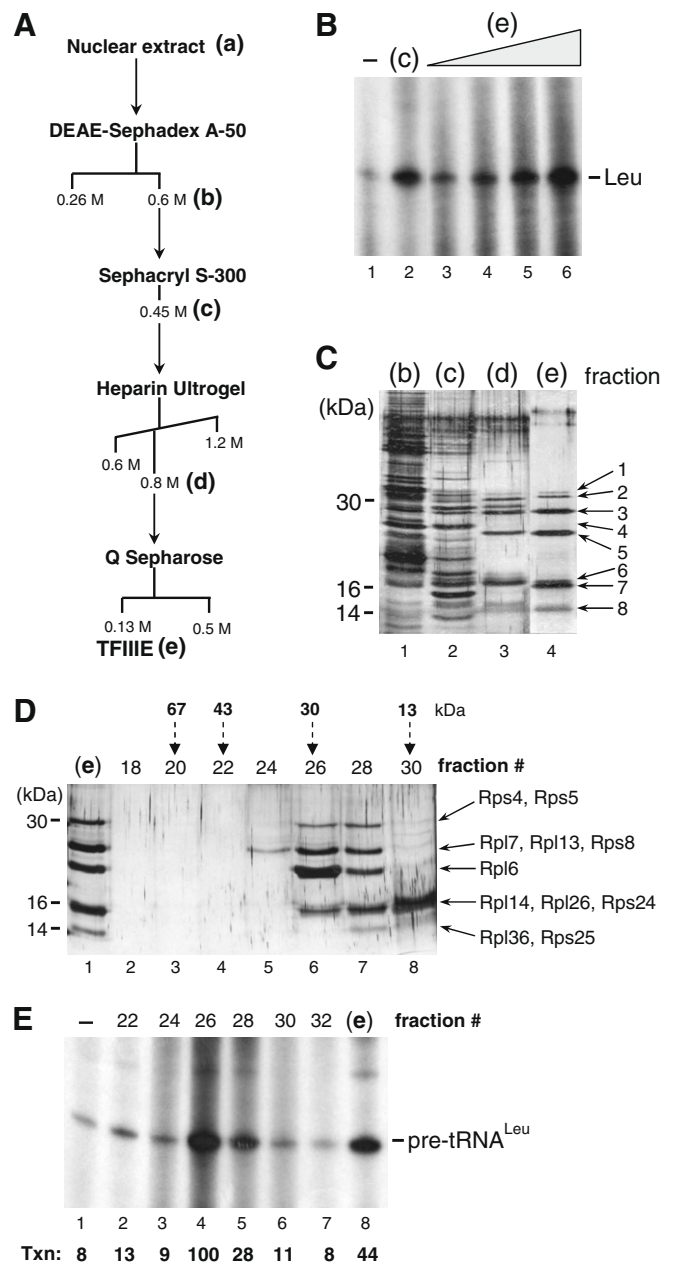 A
Nuclear extract (a)
DEAE-Sephadex A-50
0.26 M 0.6 M (b)
Sephacryl S-300
0.45 M (c)
Heparin Ultrogel
0.6 M 1.2 M
0.8 M (d)
Q Sepharose
0.13 M 0.5 M
TFIIIE (e)
B
(e)
– (c)
Leu
1 2 3 4 5 6
C
(b) (c) (d) (e) fraction
(kDa)
30
16
14
1
2
3
4
5
6
7
8
1 2 3 4
D
67 43 30 13 kDa
(e) 18 20 22 24 26 28 30 fraction #
(kDa)
30
16
14
Rps4, Rps5
Rpl7, Rpl13, Rps8
Rpl6
Rpl14, Rpl26, Rps24
Rpl36, Rps25
1 2 3 4 5 6 7 8
E
– 22 24 26 28 30 32 (e) fraction #
pre-tRNA^Leu
1 2 3 4 5 6 7 8
Txn: 8 13 9 100 28 11 8 44